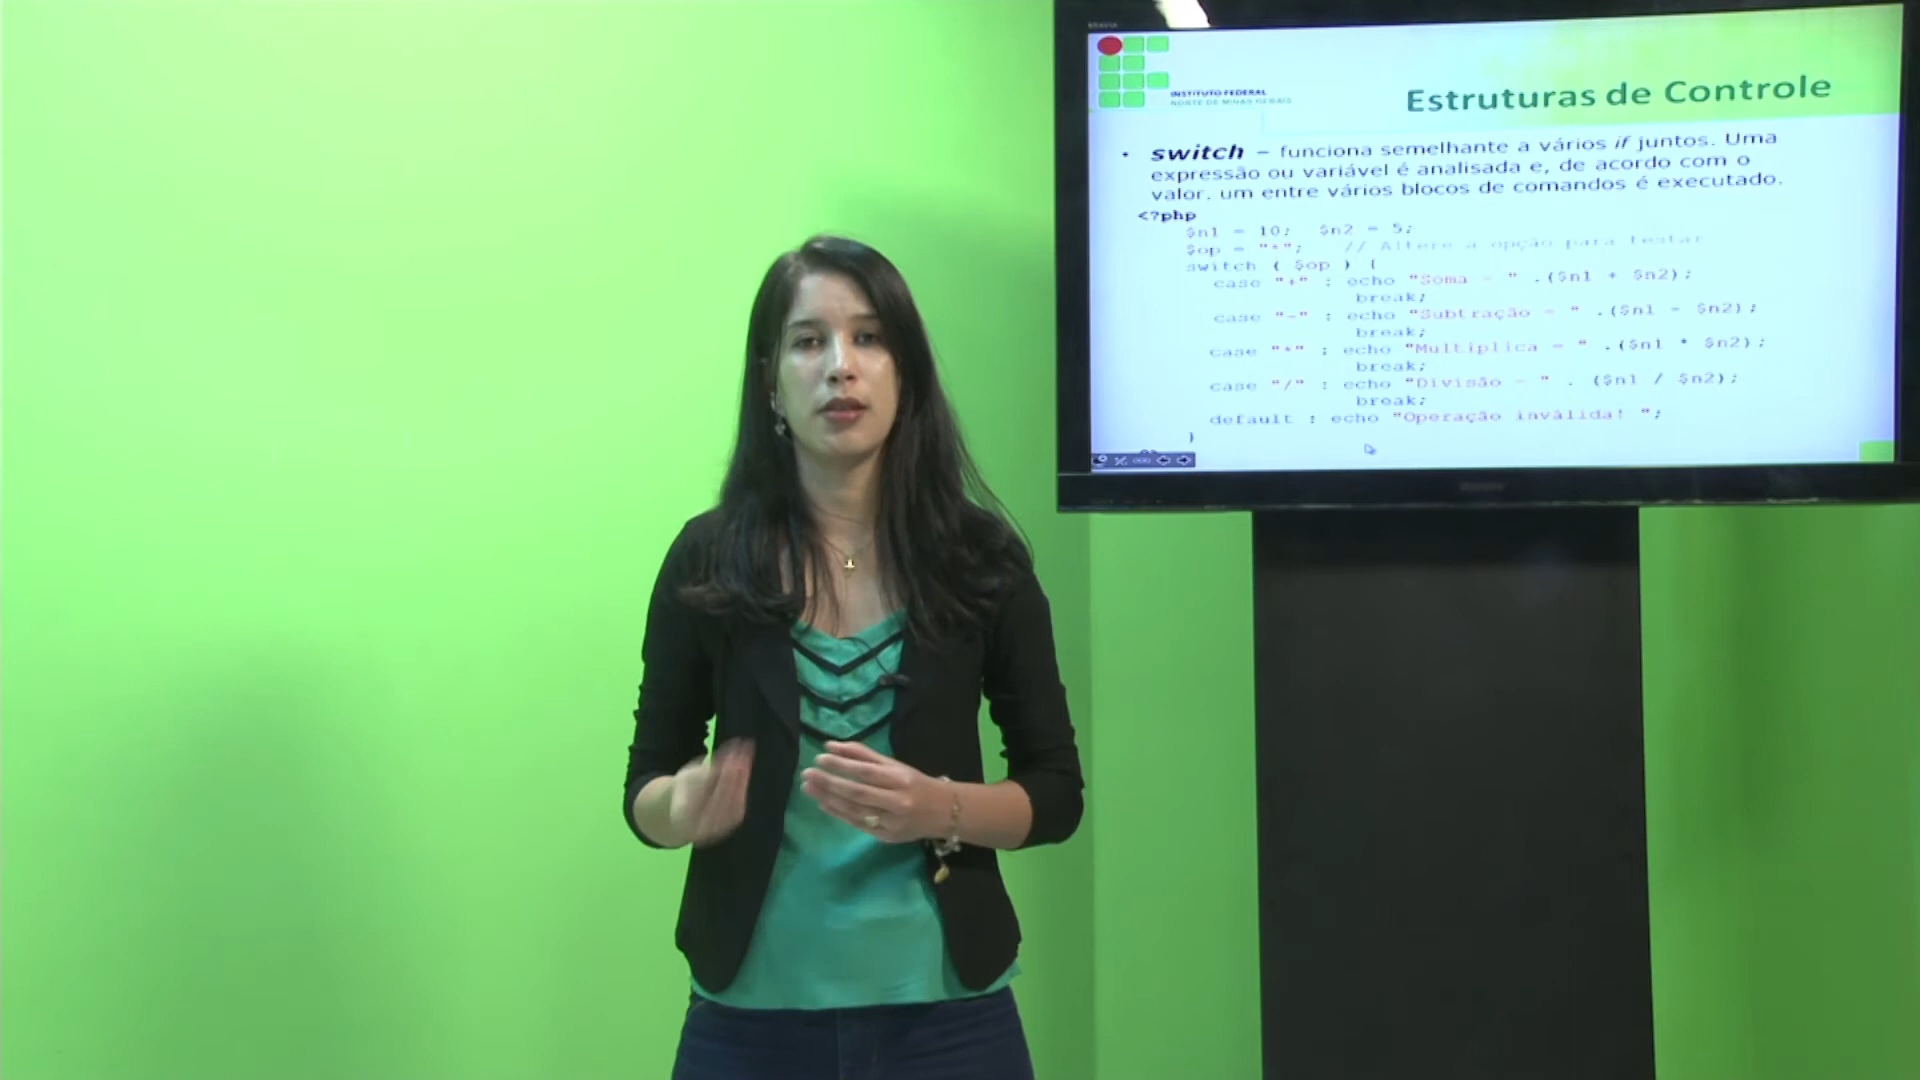 INSTITUTO FEDERAL
NORTE DE MINAS GERAIS
Estruturas de Controle
• switch – funciona semelhante a vários if juntos. Uma
expressão ou variável é analisada e, de acordo com o
valor, um entre vários blocos de comandos é executado.
<?php
$n1 = 10; $n2 = 5;
$op = "*"; // Altere a opção para testar
switch ( $op ) {
case "+" : echo "Soma = " .($n1 + $n2);
break;
case "-" : echo "Subtração = " .($n1 - $n2);
break;
case "*" : echo "Multiplica = " .($n1 * $n2);
break;
case "/" : echo "Divisão = " . ($n1 / $n2);
break;
default : echo "Operação inválida! ";
}